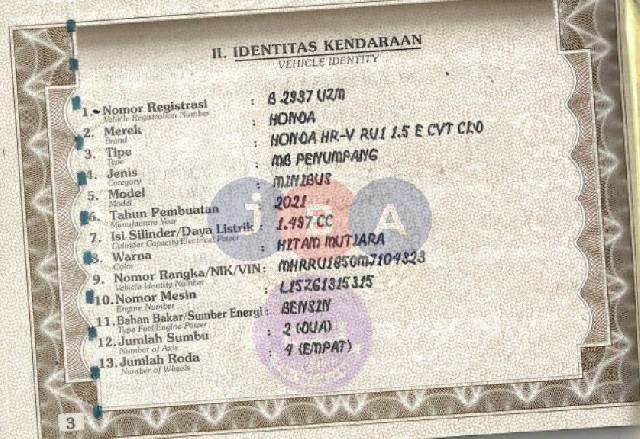 II. IDENTITAS KENDARAAN
VEHICLE IDENTITY
1. Nomor Registrasi : B 2937 UZM
Vehicle Registration Number
2. Merek : HONDA
Brand
3. Tipe : HONDA HR-V RU1 1.5 E CVT CKD
Type
4. Jenis : MB PENUMPANG
Category
5. Model : MINIBUS
Model
6. Tahun Pembuatan : 2021
Manufacture Year
7. Isi Silinder/Daya Listrik : 1.497 CC
Cylinder Capacity/Electrical Power
8. Warna : HITAM MUTIARA
Color
9. Nomor Rangka/NIK/VIN : MHRRU1850MJ104323
Vehicle Identity Number
10. Nomor Mesin : L15Z61315315
Engine Number
11. Bahan Bakar/Sumber Energi : BENSIN
Type Fuel/Engine Power
12. Jumlah Sumbu : 2 (DUA)
Number of Axis
13. Jumlah Roda : 4 (EMPAT)
Number of Wheels
JBA
3